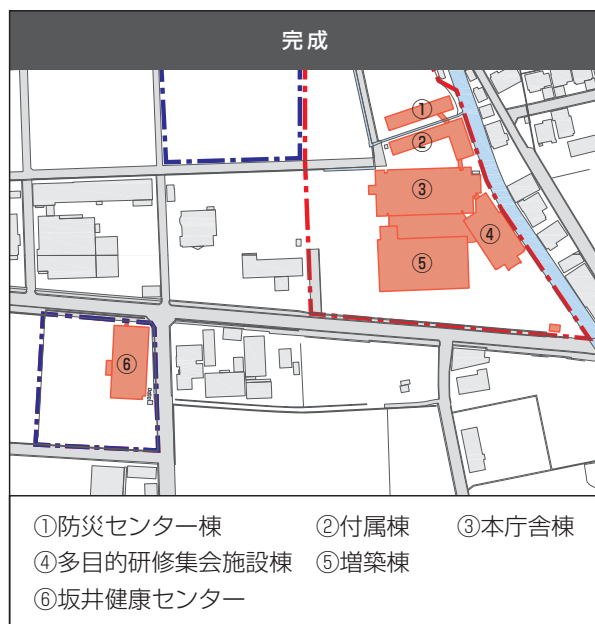 完成
①
②
③
④
⑤
⑥
①防災センター棟 ②付属棟 ③本庁舎棟
④多目的研修集会施設棟 ⑤増築棟
⑥坂井健康センター